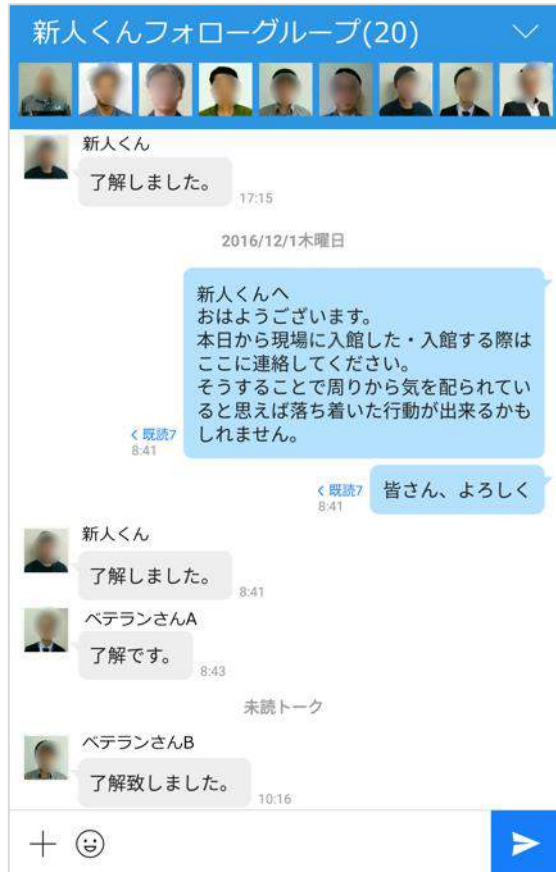 新人くんフォローグループ(20)
新人くん
了解しました。
17:15
2016/12/1木曜日
新人くんへ
おはようございます。
本日から現場に入館した・入館する際は
ここに連絡してください。
そうすることで周りから気を配られてい
ると思えば落ち着いた行動が出来るかも
しれません。
既読7
8:41
皆さん、よろしく
既読7
8:41
新人くん
了解しました。
8:41
ベテランさんA
了解です。
8:43
未読トーク
ベテランさんB
了解致しました。
10:16